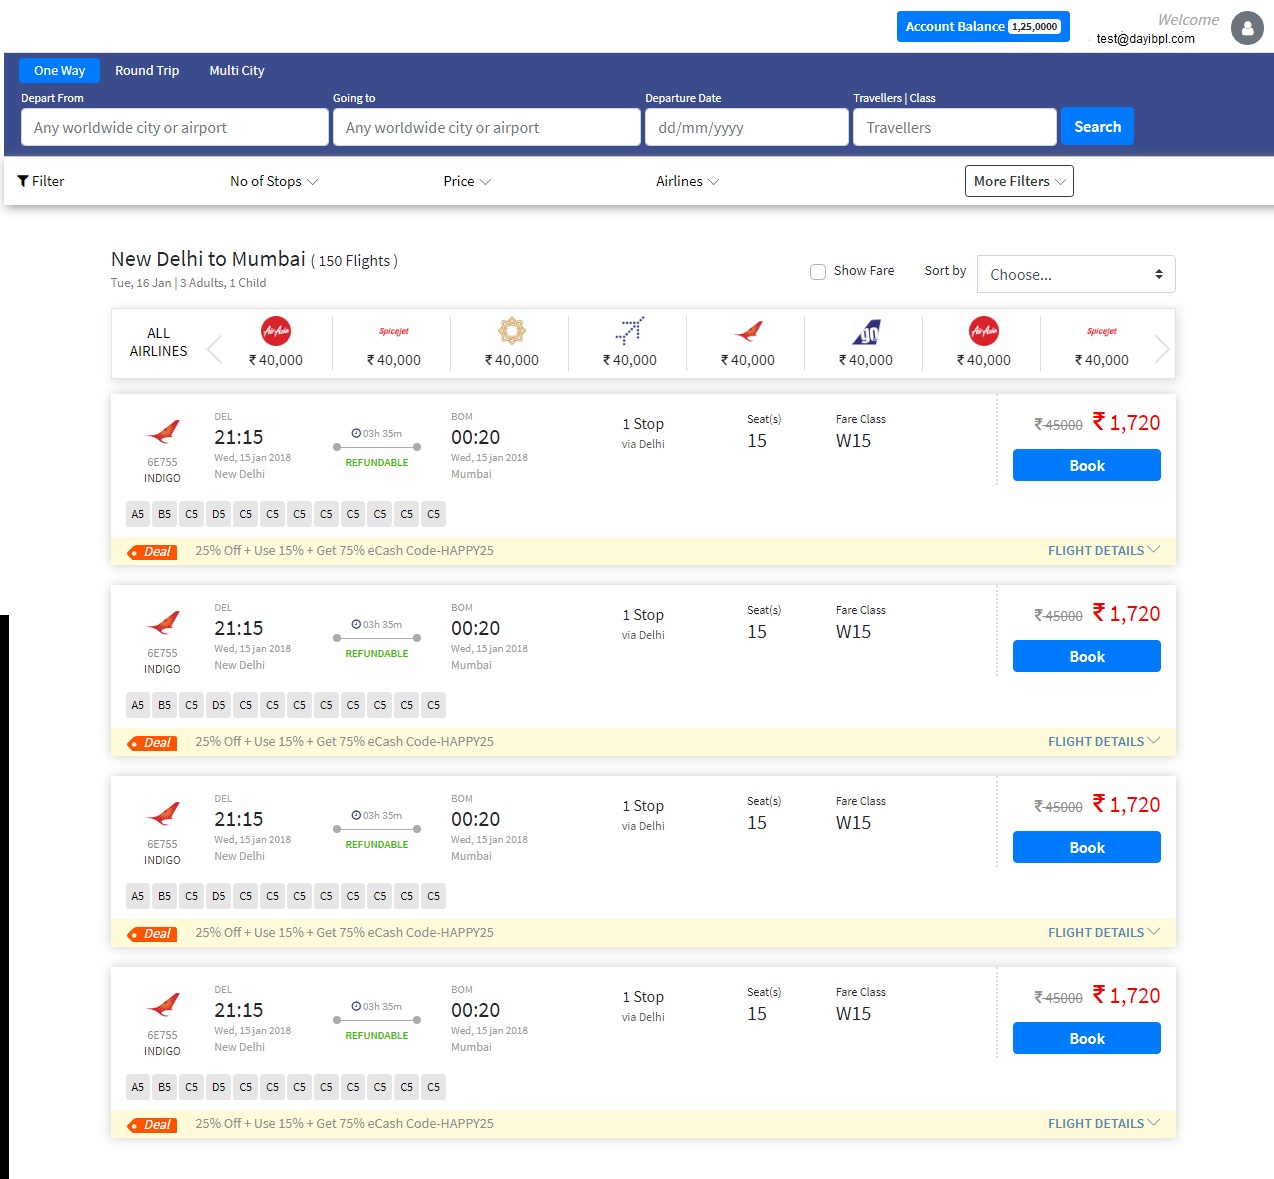 Account Balance 1,25,0000
Welcome
test@dayibpl.com
One Way Round Trip Multi City
Depart From Going to Departure Date Travellers | Class
Any worldwide city or airport Any worldwide city or airport dd/mm/yyyy Travellers Search
Filter No of Stops Price Airlines More Filters
New Delhi to Mumbai ( 150 Flights )
Tue, 16 Jan | 3 Adults, 1 Child
Show Fare Sort by Choose...
ALL AIRLINES
AirAsia Spicejet go AirAsia Spicejet
₹ 40,000 ₹ 40,000 ₹ 40,000 ₹ 40,000 ₹ 40,000 ₹ 40,000 ₹ 40,000 ₹ 40,000
DEL BOM
21:15 03h 35m 00:20 1 Stop Seat(s) Fare Class ₹ 45000 ₹ 1,720
Wed, 15 jan 2018 Wed, 15 jan 2018 via Delhi 15 W15
6E755 REFUNDABLE Book
INDIGO New Delhi Mumbai
A5 B5 C5 D5 C5 C5 C5 C5 C5 C5 C5 C5
Deal 25% Off + Use 15% + Get 75% eCash Code-HAPPY25 FLIGHT DETAILS
DEL BOM
21:15 03h 35m 00:20 1 Stop Seat(s) Fare Class ₹ 45000 ₹ 1,720
Wed, 15 jan 2018 Wed, 15 jan 2018 via Delhi 15 W15
6E755 REFUNDABLE Book
INDIGO New Delhi Mumbai
A5 B5 C5 D5 C5 C5 C5 C5 C5 C5 C5 C5
Deal 25% Off + Use 15% + Get 75% eCash Code-HAPPY25 FLIGHT DETAILS
DEL BOM
21:15 03h 35m 00:20 1 Stop Seat(s) Fare Class ₹ 45000 ₹ 1,720
Wed, 15 jan 2018 Wed, 15 jan 2018 via Delhi 15 W15
6E755 REFUNDABLE Book
INDIGO New Delhi Mumbai
A5 B5 C5 D5 C5 C5 C5 C5 C5 C5 C5 C5
Deal 25% Off + Use 15% + Get 75% eCash Code-HAPPY25 FLIGHT DETAILS
DEL BOM
21:15 03h 35m 00:20 1 Stop Seat(s) Fare Class ₹ 45000 ₹ 1,720
Wed, 15 jan 2018 Wed, 15 jan 2018 via Delhi 15 W15
6E755 REFUNDABLE Book
INDIGO New Delhi Mumbai
A5 B5 C5 D5 C5 C5 C5 C5 C5 C5 C5 C5
Deal 25% Off + Use 15% + Get 75% eCash Code-HAPPY25 FLIGHT DETAILS